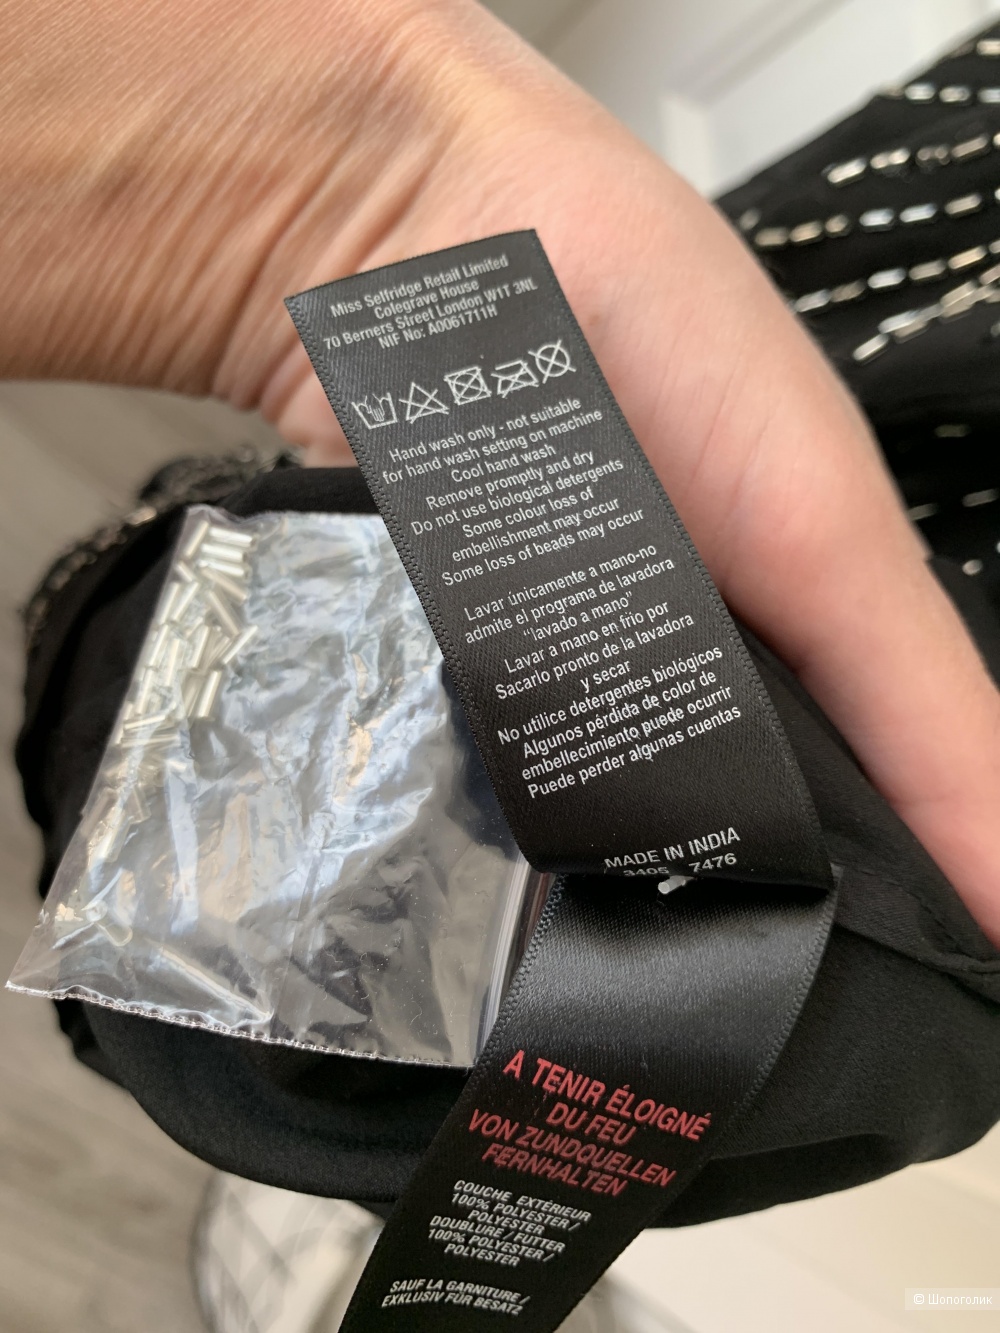 Miss Selfridge Retail Limited
Colegrave House
70 Berners Street London W1T 3NL
NIF No: A0061711H
Hand wash only - not suitable
for hand wash setting on machine
Cool hand wash
Remove promptly and dry
Do not use biological detergents
Some colour loss of
embellishment may occur
Some loss of beads may occur
Lavar únicamente a mano-no
admite el programa de lavadora
“lavado a mano”
Lavar a mano en frío por
Sacarlo pronto de la lavadora
y secar
No utilice detergentes biológicos
Algunos pérdida de color de
embellecimiento puede ocurrir
Puede perder algunas cuentas
MADE IN INDIA
3405 7476
A TENIR ÉLOIGNÉ
DU FEU
VON ZUNDQUELLEN
FERNHALTEN
COUCHE EXTÉRIEUR
100% POLYESTER /
POLYESTER
DOUBLURE / FUTTER
100% POLYESTER /
POLYESTER
SAUF LA GARNITURE /
EXKLUSIV FÜR BESATZ
© Шопоголик